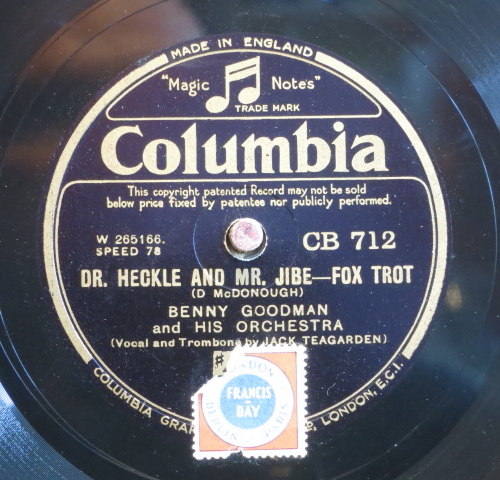 MADE IN ENGLAND
"Magic Notes"
TRADE MARK
Columbia
This copyright patented Record may not be sold
below price fixed by patentee nor publicly performed.
W 265166.
SPEED 78
CB 712
DR. HECKLE AND MR. JIBE—FOX TROT
(D McDONOUGH)
BENNY GOODMAN
and HIS ORCHESTRA
(Vocal and Trombone by JACK TEAGARDEN)
LONDON
FRANCIS
DAY
BERLIN PARIS
COLUMBIA LONDON, E.C.1.